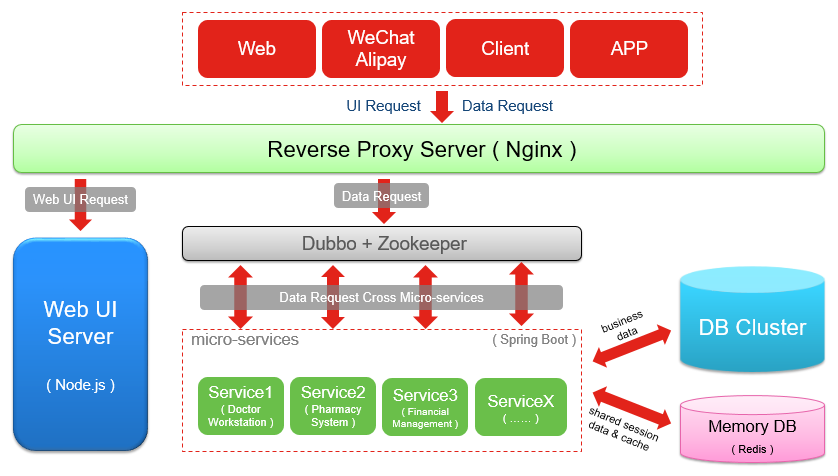 Web
WeChat
Alipay
Client
APP
UI Request
Data Request
Reverse Proxy Server ( Nginx )
Web UI Request
Data Request
Dubbo + Zookeeper
Data Request Cross Micro-services
Web UI
Server
( Node.js )
micro-services
( Spring Boot )
Service1
( Doctor
Workstation )
Service2
( Pharmacy
System )
Service3
( Financial
Management )
ServiceX
( …… )
business
data
DB Cluster
shared session
data & cache
Memory DB
( Redis )